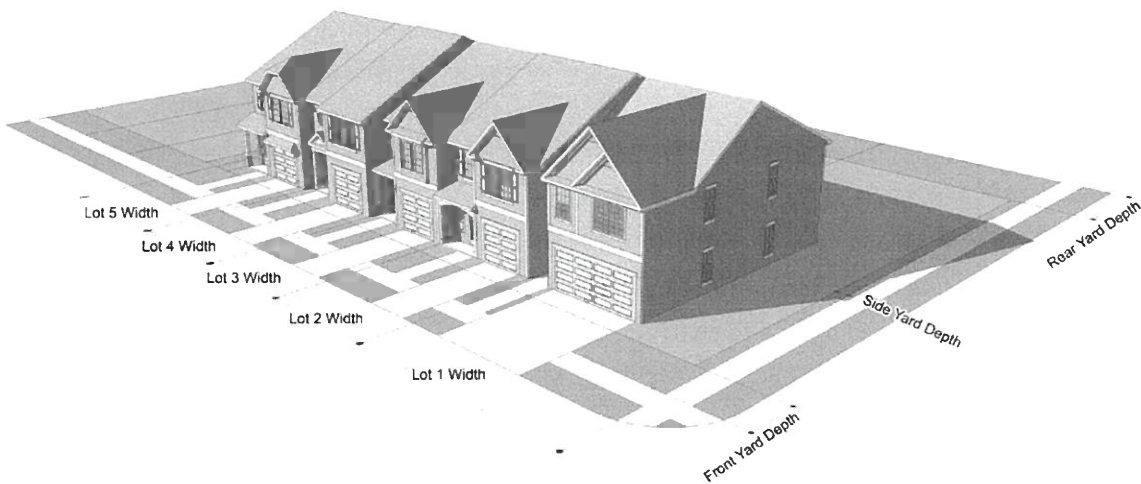 Lot 5 Width
Lot 4 Width
Lot 3 Width
Lot 2 Width
Lot 1 Width
Rear Yard Depth
Side Yard Depth
Front Yard Depth